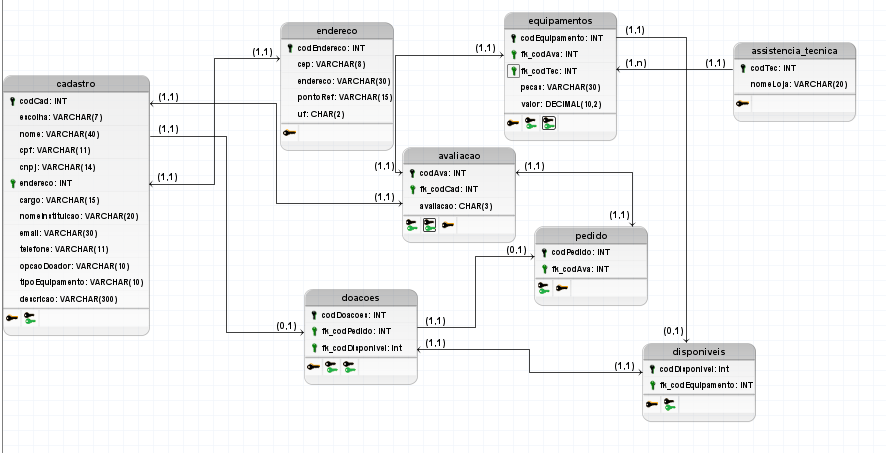 cadastro
codCad: INT
escolha: VARCHAR(7)
nome: VARCHAR(40)
cpf: VARCHAR(11)
cnpj: VARCHAR(14)
endereco: INT
cargo: VARCHAR(15)
nomeInstituicao: VARCHAR(20)
email: VARCHAR(30)
telefone: VARCHAR(11)
opcaoDoador: VARCHAR(10)
tipoEquipamento: VARCHAR(10)
descricao: VARCHAR(300)
(1,1)
(1,1)
(1,1)
(1,1)
endereco
codEndereco: INT
cep: VARCHAR(8)
endereco: VARCHAR(30)
pontoRef: VARCHAR(15)
uf: CHAR(2)
(1,1)
equipamentos
codEquipamento: INT
fk_codAva: INT
fk_codTec: INT
pecas: VARCHAR(30)
valor: DECIMAL(10,2)
(1,1)
(1,n)
(1,1)
assistencia_tecnica
codTec: INT
nomeLoja: VARCHAR(20)
(1,1)
(1,1)
avaliacao
codAva: INT
fk_codCad: INT
avaliacao: CHAR(3)
(1,1)
(1,1)
pedido
codPedido: INT
fk_codAva: INT
(0,1)
(0,1)
doacoes
codDoacoes: INT
fk_codPedido: INT
fk_codDisponivel: Int
(1,1)
(1,1)
(0,1)
(1,1)
disponiveis
codDisponivel: Int
fk_codEquipamento: INT